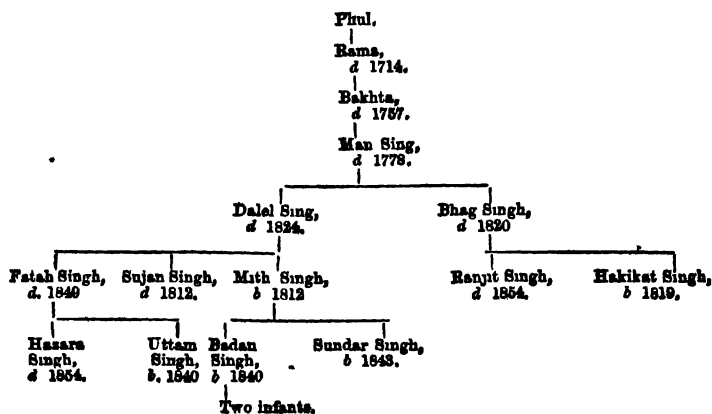 Phul.
Rama,
d 1714.
Bakhta,
d 1757.
Man Sing,
d 1778.
Dalel Sing,
d 1824.
Bhag Singh,
d 1820
Fatah Singh,
d. 1849
Sujan Singh,
d 1812.
Mith Singh,
b 1812
Ranjit Singh,
d 1854.
Hakikat Singh,
b 1819.
Hazara
Singh,
d 1854.
Uttam
Singh,
b. 1840
Badan
Singh,
b 1840
Sundar Singh,
b 1843.
Two infants.